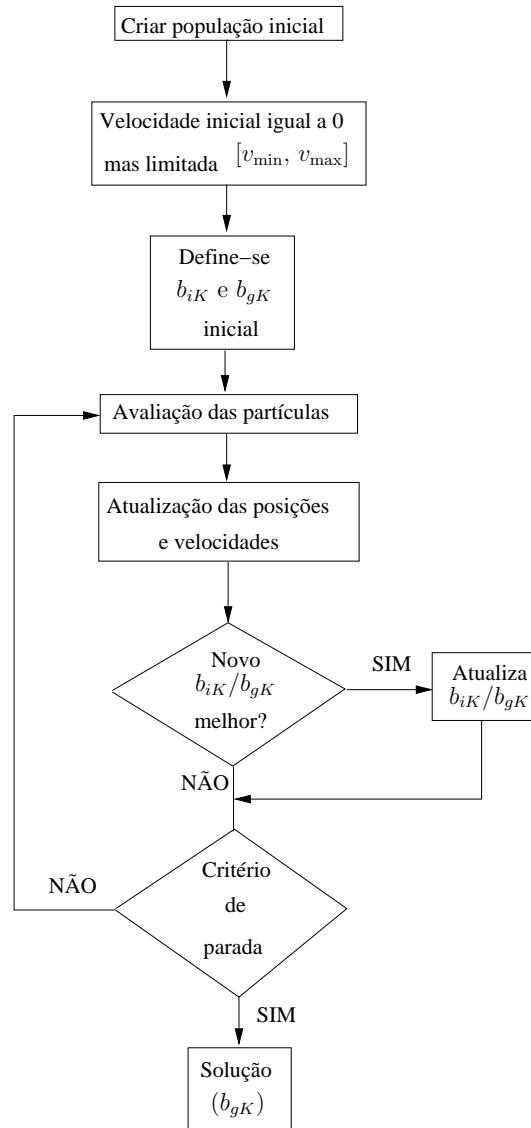 Criar população inicial
Velocidade inicial igual a 0
mas limitada [v_min, v_max]
Define−se
b_iK e b_gK
inicial
Avaliação das partículas
Atualização das posições
e velocidades
Novo
b_iK/b_gK
melhor?
SIM
Atualiza
b_iK/b_gK
NÃO
Critério
de
parada
NÃO
SIM
Solução
(b_gK)